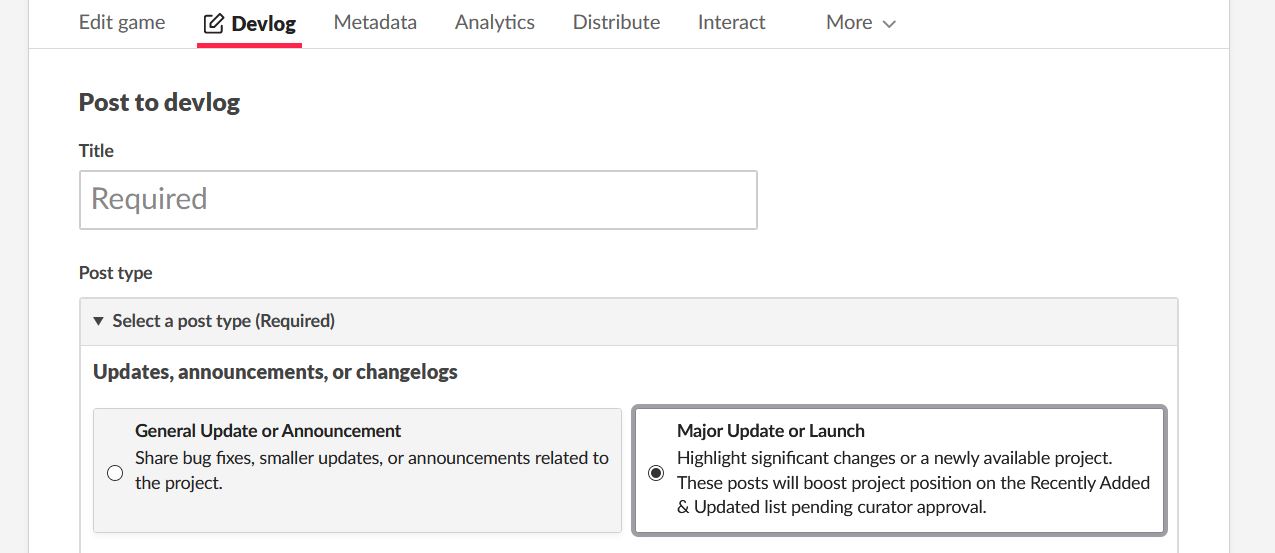 Edit game Devlog Metadata Analytics Distribute Interact More
Post to devlog
Title
Required
Post type
Select a post type (Required)
Updates, announcements, or changelogs
General Update or Announcement
Share bug fixes, smaller updates, or announcements related to
the project.
Major Update or Launch
Highlight significant changes or a newly available project.
These posts will boost project position on the Recently Added
& Updated list pending curator approval.